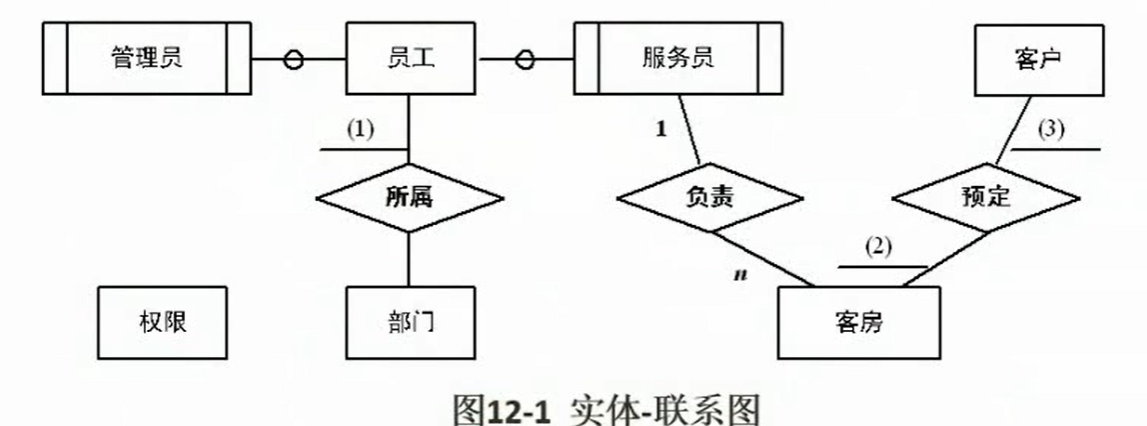 管理员 员工 服务员 客户
(1) 1 (3)
所属 负责 预定
(2)
n
权限 部门 客房
图12-1 实体-联系图